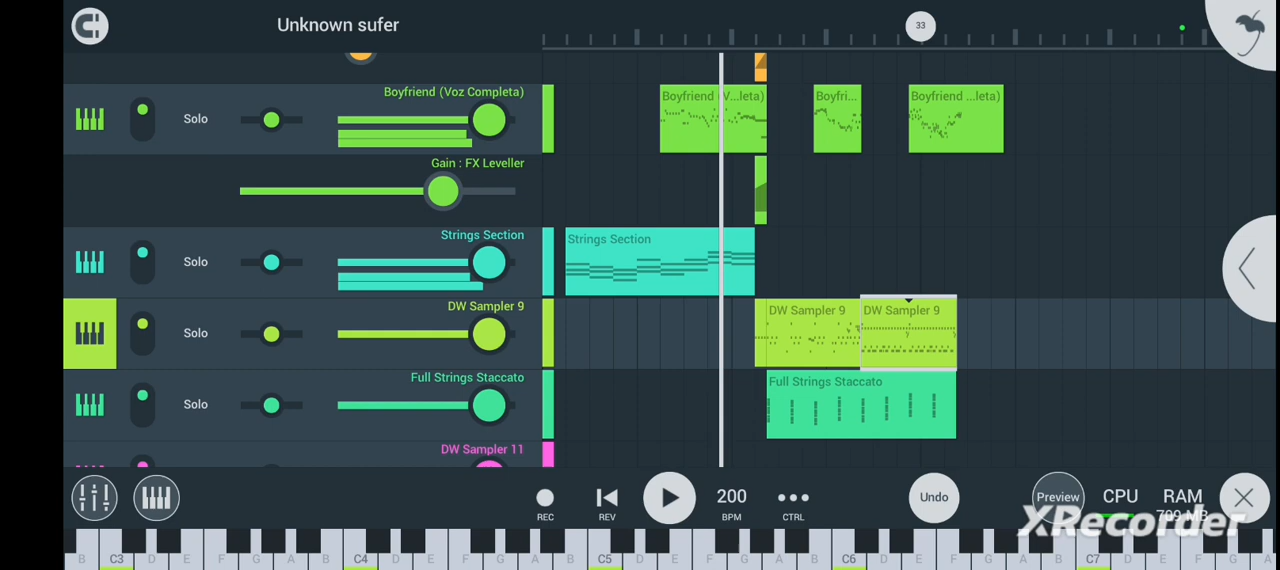 Unknown sufer
33
Boyfriend (Voz Completa)
Solo
Boyfriend (V...leta)
Boyfri...
Boyfriend ...leta)
Gain : FX Leveller
Strings Section
Solo
Strings Section
DW Sampler 9
Solo
DW Sampler 9
DW Sampler 9
Full Strings Staccato
Solo
Full Strings Staccato
DW Sampler 11
REC
REV
200
BPM
CTRL
Undo
Preview
CPU
RAM
709 MB
XRecorder
B C3 D E F G A B C4 D E F G A B C5 D E F G A B C6 D E F G A B C7 D E F G A